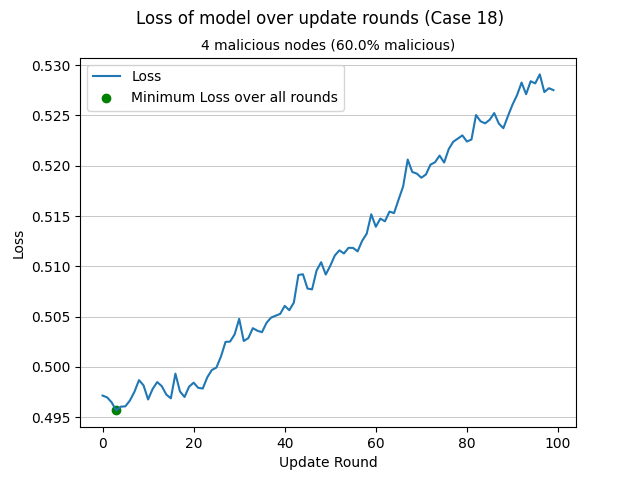 Loss of model over update rounds (Case 18)
4 malicious nodes (60.0% malicious)
Loss
Minimum Loss over all rounds
0.530
0.525
0.520
0.515
0.510
0.505
0.500
0.495
Loss
0
20
40
60
80
100
Update Round